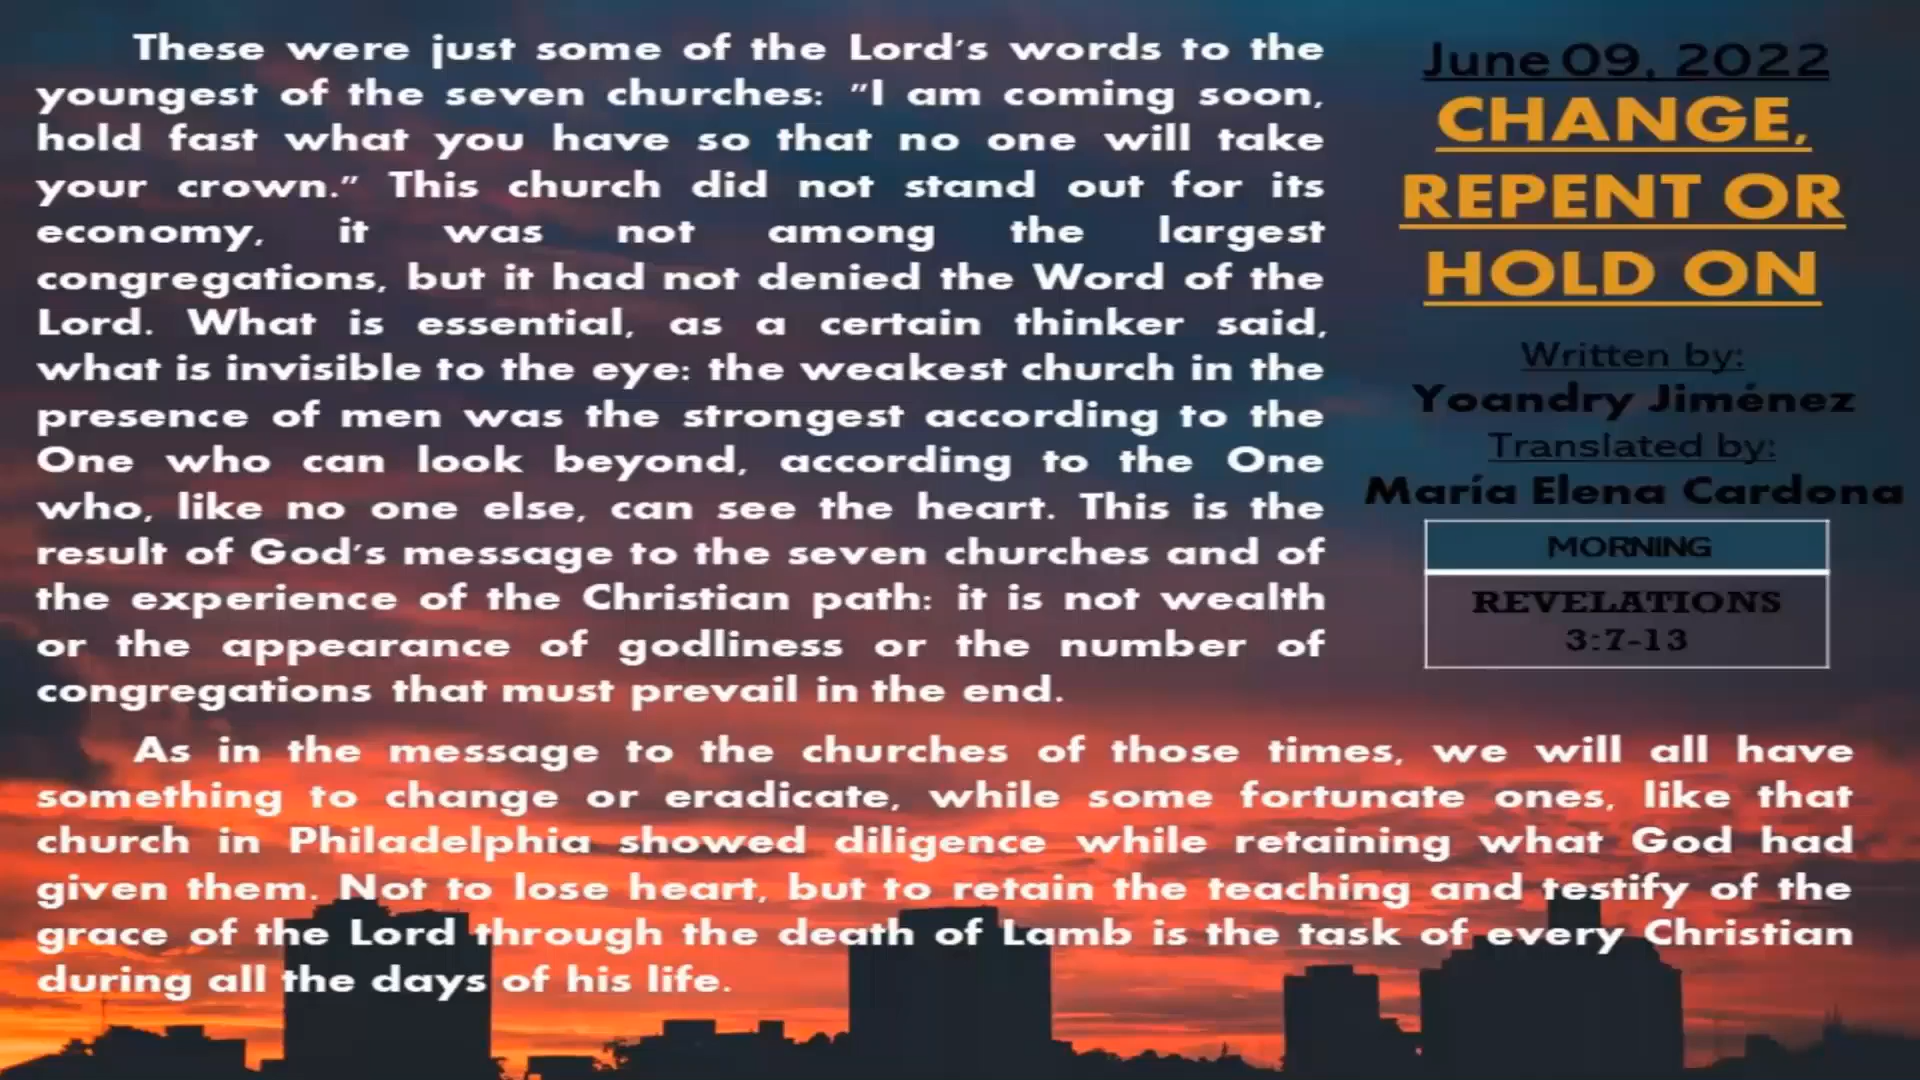 These were just some of the Lord's words to the
youngest of the seven churches: "I am coming soon,
hold fast what you have so that no one will take
your crown." This church did not stand out for its
economy, it was not among the largest
congregations, but it had not denied the Word of the
Lord. What is essential, as a certain thinker said,
what is invisible to the eye: the weakest church in the
presence of men was the strongest according to the
One who can look beyond, according to the One
who, like no one else, can see the heart. This is the
result of God's message to the seven churches and of
the experience of the Christian path: it is not wealth
or the appearance of godliness or the number of
congregations that must prevail in the end.
As in the message to the churches of those times, we will all have
something to change or eradicate, while some fortunate ones, like that
church in Philadelphia showed diligence while retaining what God had
given them. Not to lose heart, but to retain the teaching and testify of the
grace of the Lord through the death of Lamb is the task of every Christian
during all the days of his life.
June 09, 2022
CHANGE,
REPENT OR
HOLD ON
Written by:
Yoandry Jiménez
Translated by:
María Elena Cardona
MORNING
REVELATIONS
3:7-13